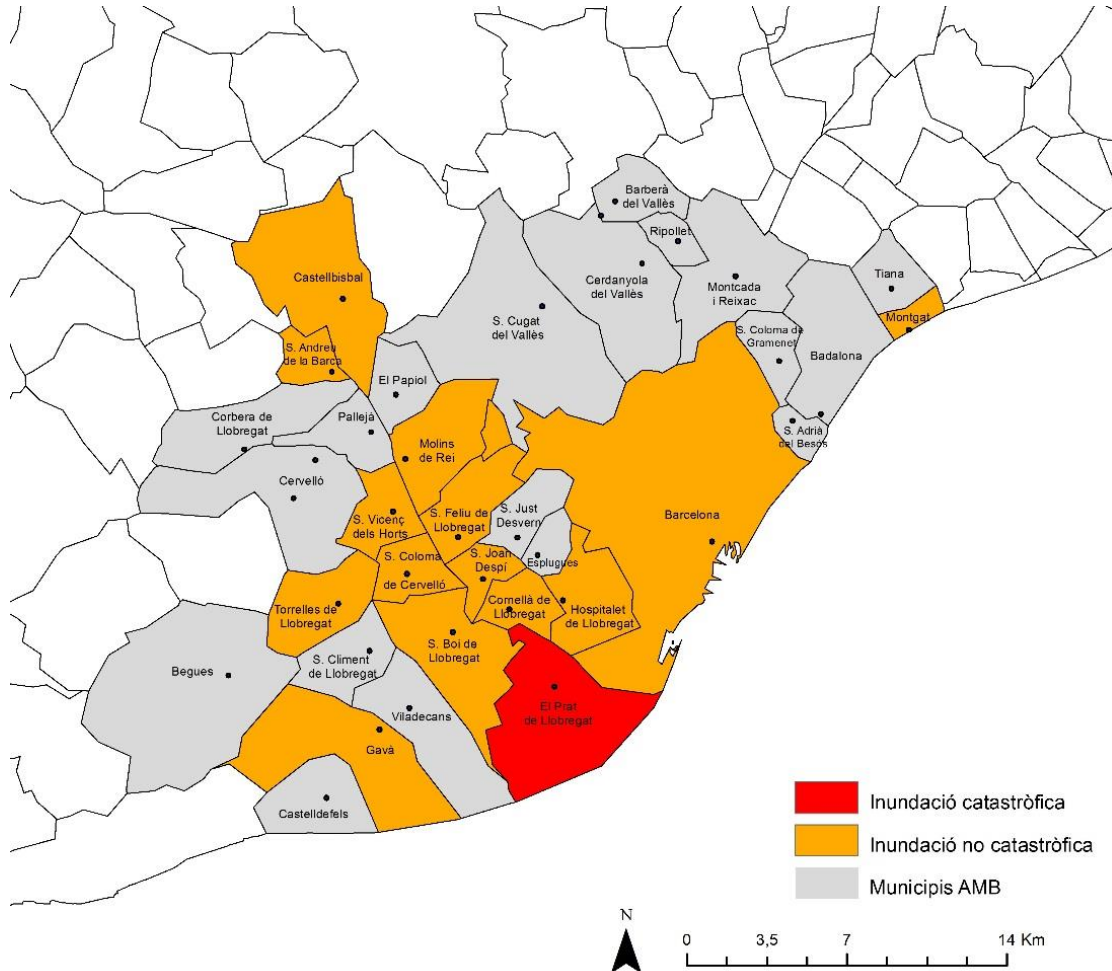 Barberà
del Vallès
Ripollet
Castellbisbal
Cerdanyola
del Vallès
Montcada
i Reixac
Tiana
Montgat
S. Cugat
del Vallès
S. Coloma de
Gramenet
Badalona
S. Andreu
de la Barca
El Papiol
Corbera de
Llobregat
Pallejà
S. Adrià
del Besòs
Molins
de Rei
Cervelló
S. Vicenç
dels Horts
S. Feliu de
Llobregat
S. Just
Desvern
Barcelona
S. Coloma
de Cervelló
S. Joan
Despí
Esplugues
Torrelles de
Llobregat
Cornellà de
Llobregat
Hospitalet
de Llobregat
S. Boi de
Llobregat
Begues
S. Climent
de Llobregat
Viladecans
El Prat
de Llobregat
Gavà
Castelldefels
Inundació catastròfica
Inundació no catastròfica
Municipis AMB
N
0 3,5 7 14 Km